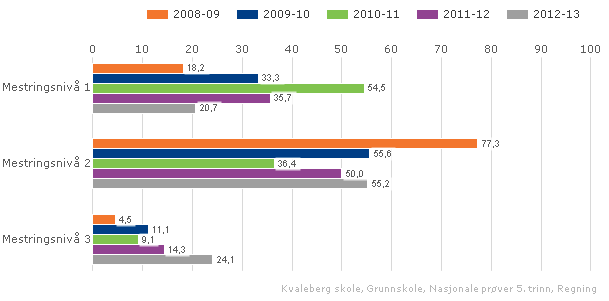 2008-09 2009-10 2010-11 2011-12 2012-13
0 10 20 30 40 50 60 70 80 90 100
18,2
33,3
Mestringsnivå 1 54,5
35,7
20,7
77,3
55,6
Mestringsnivå 2 36,4
50,0
55,2
4,5
11,1
Mestringsnivå 3 9,1
14,3
24,1
Kvaleberg skole, Grunnskole, Nasjonale prøver 5. trinn, Regning